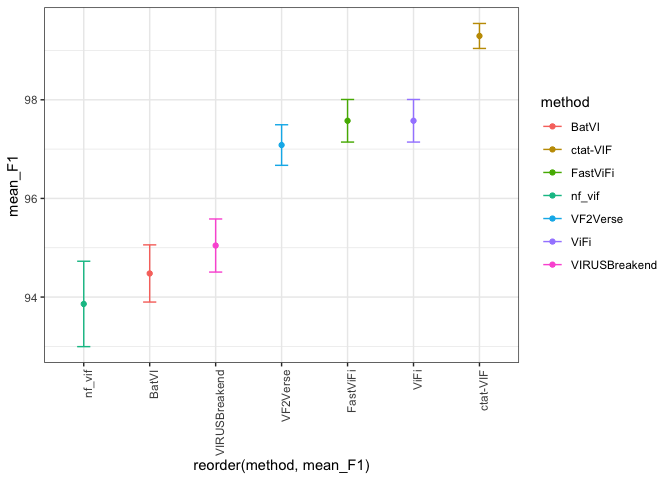 mean_F1
98
96
94
nf_vif
BatVI
VIRUSBreakend
VF2Verse
FastViFi
ViFi
ctat-VIF
reorder(method, mean_F1)
method
BatVI
ctat-VIF
FastViFi
nf_vif
VF2Verse
ViFi
VIRUSBreakend